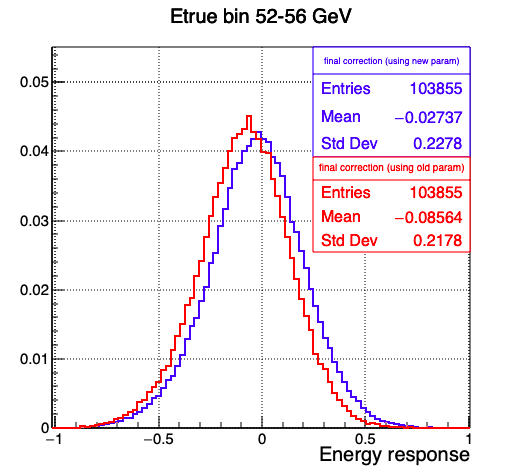 Etrue bin 52-56 GeV
final correction (using new param)
Entries 103855
Mean −0.02737
Std Dev 0.2278
final correction (using old param)
Entries 103855
Mean −0.08564
Std Dev 0.2178
0.05
0.04
0.03
0.02
0.01
0
−1 −0.5 0 0.5 1
Energy response